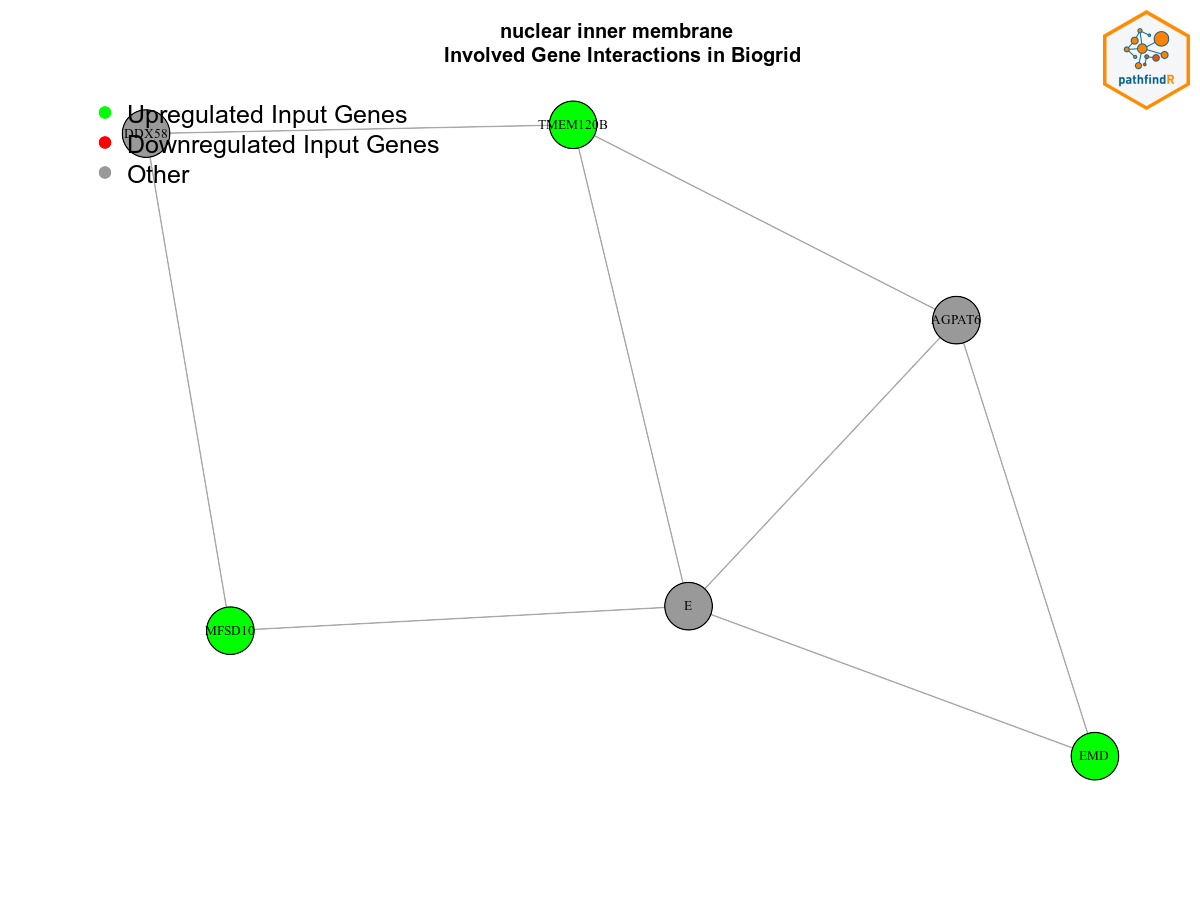 nuclear inner membrane
Involved Gene Interactions in Biogrid
pathfindR
Upregulated Input Genes
DDX58
Downregulated Input Genes
Other
TMEM120B
AGPAT6
E
MFSD10
EMD